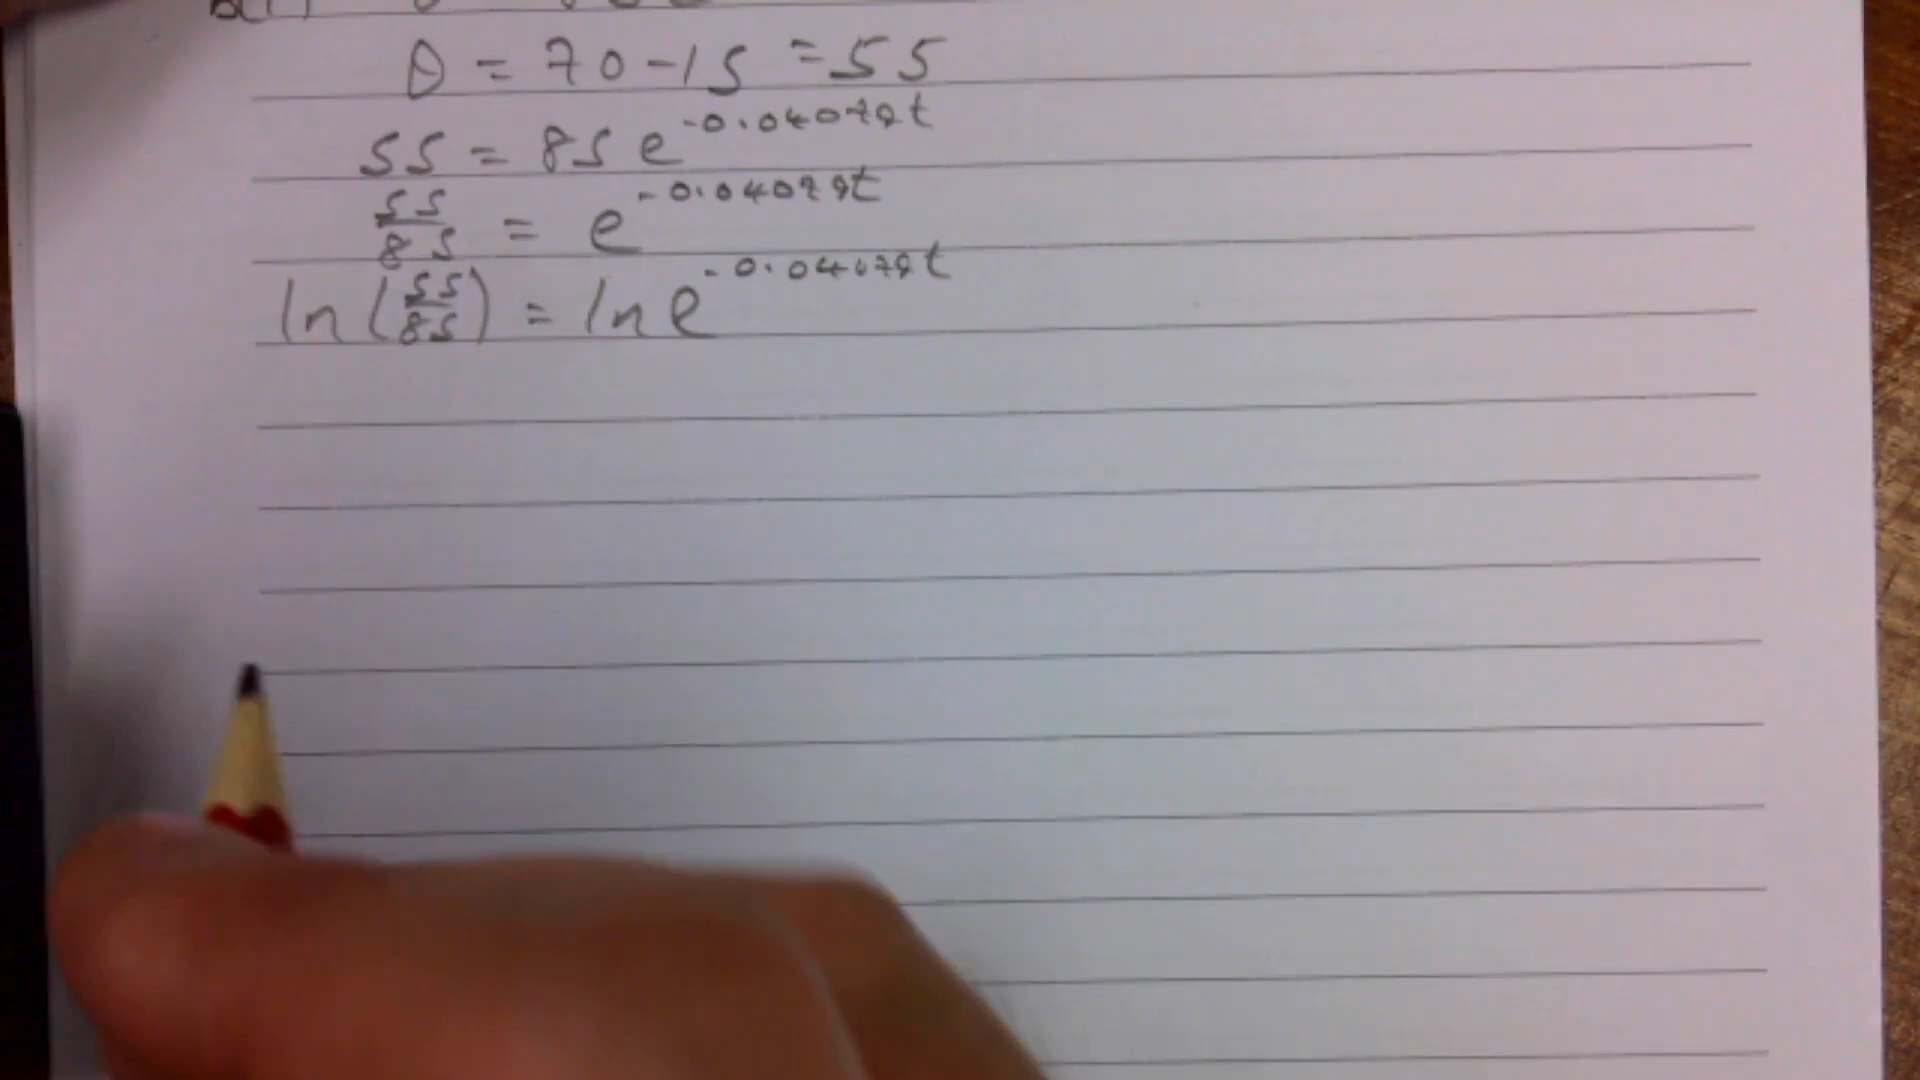 θ = 70 - 15 = 55
55 = 85 e^{-0.04079t}
55/85 = e^{-0.04079t}
ln(55/85) = ln e^{-0.04079t}